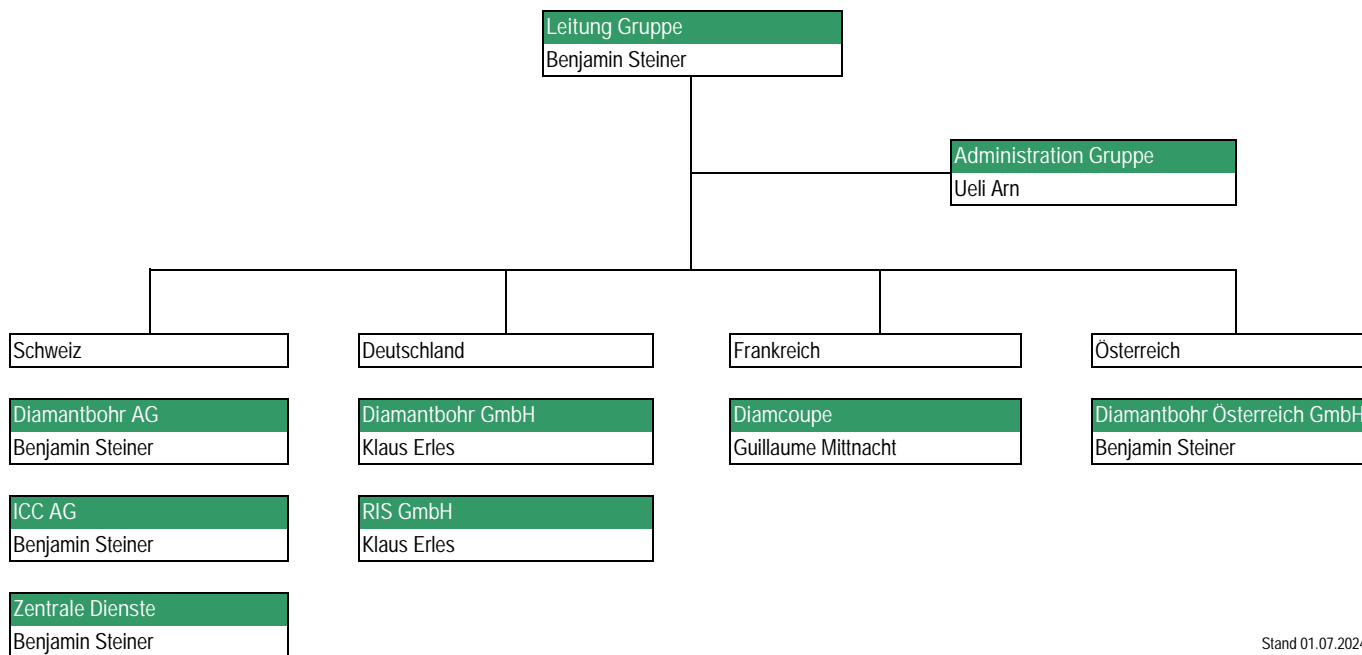 Leitung Gruppe
Benjamin Steiner
Administration Gruppe
Ueli Arn
Schweiz
Deutschland
Frankreich
Österreich
Diamantbohr AG
Diamantbohr GmbH
Diamcoupe
Diamantbohr Österreich GmbH
Benjamin Steiner
Klaus Erles
Guillaume Mittnacht
Benjamin Steiner
ICC AG
RIS GmbH
Benjamin Steiner
Klaus Erles
Zentrale Dienste
Benjamin Steiner
Stand 01.07.2024